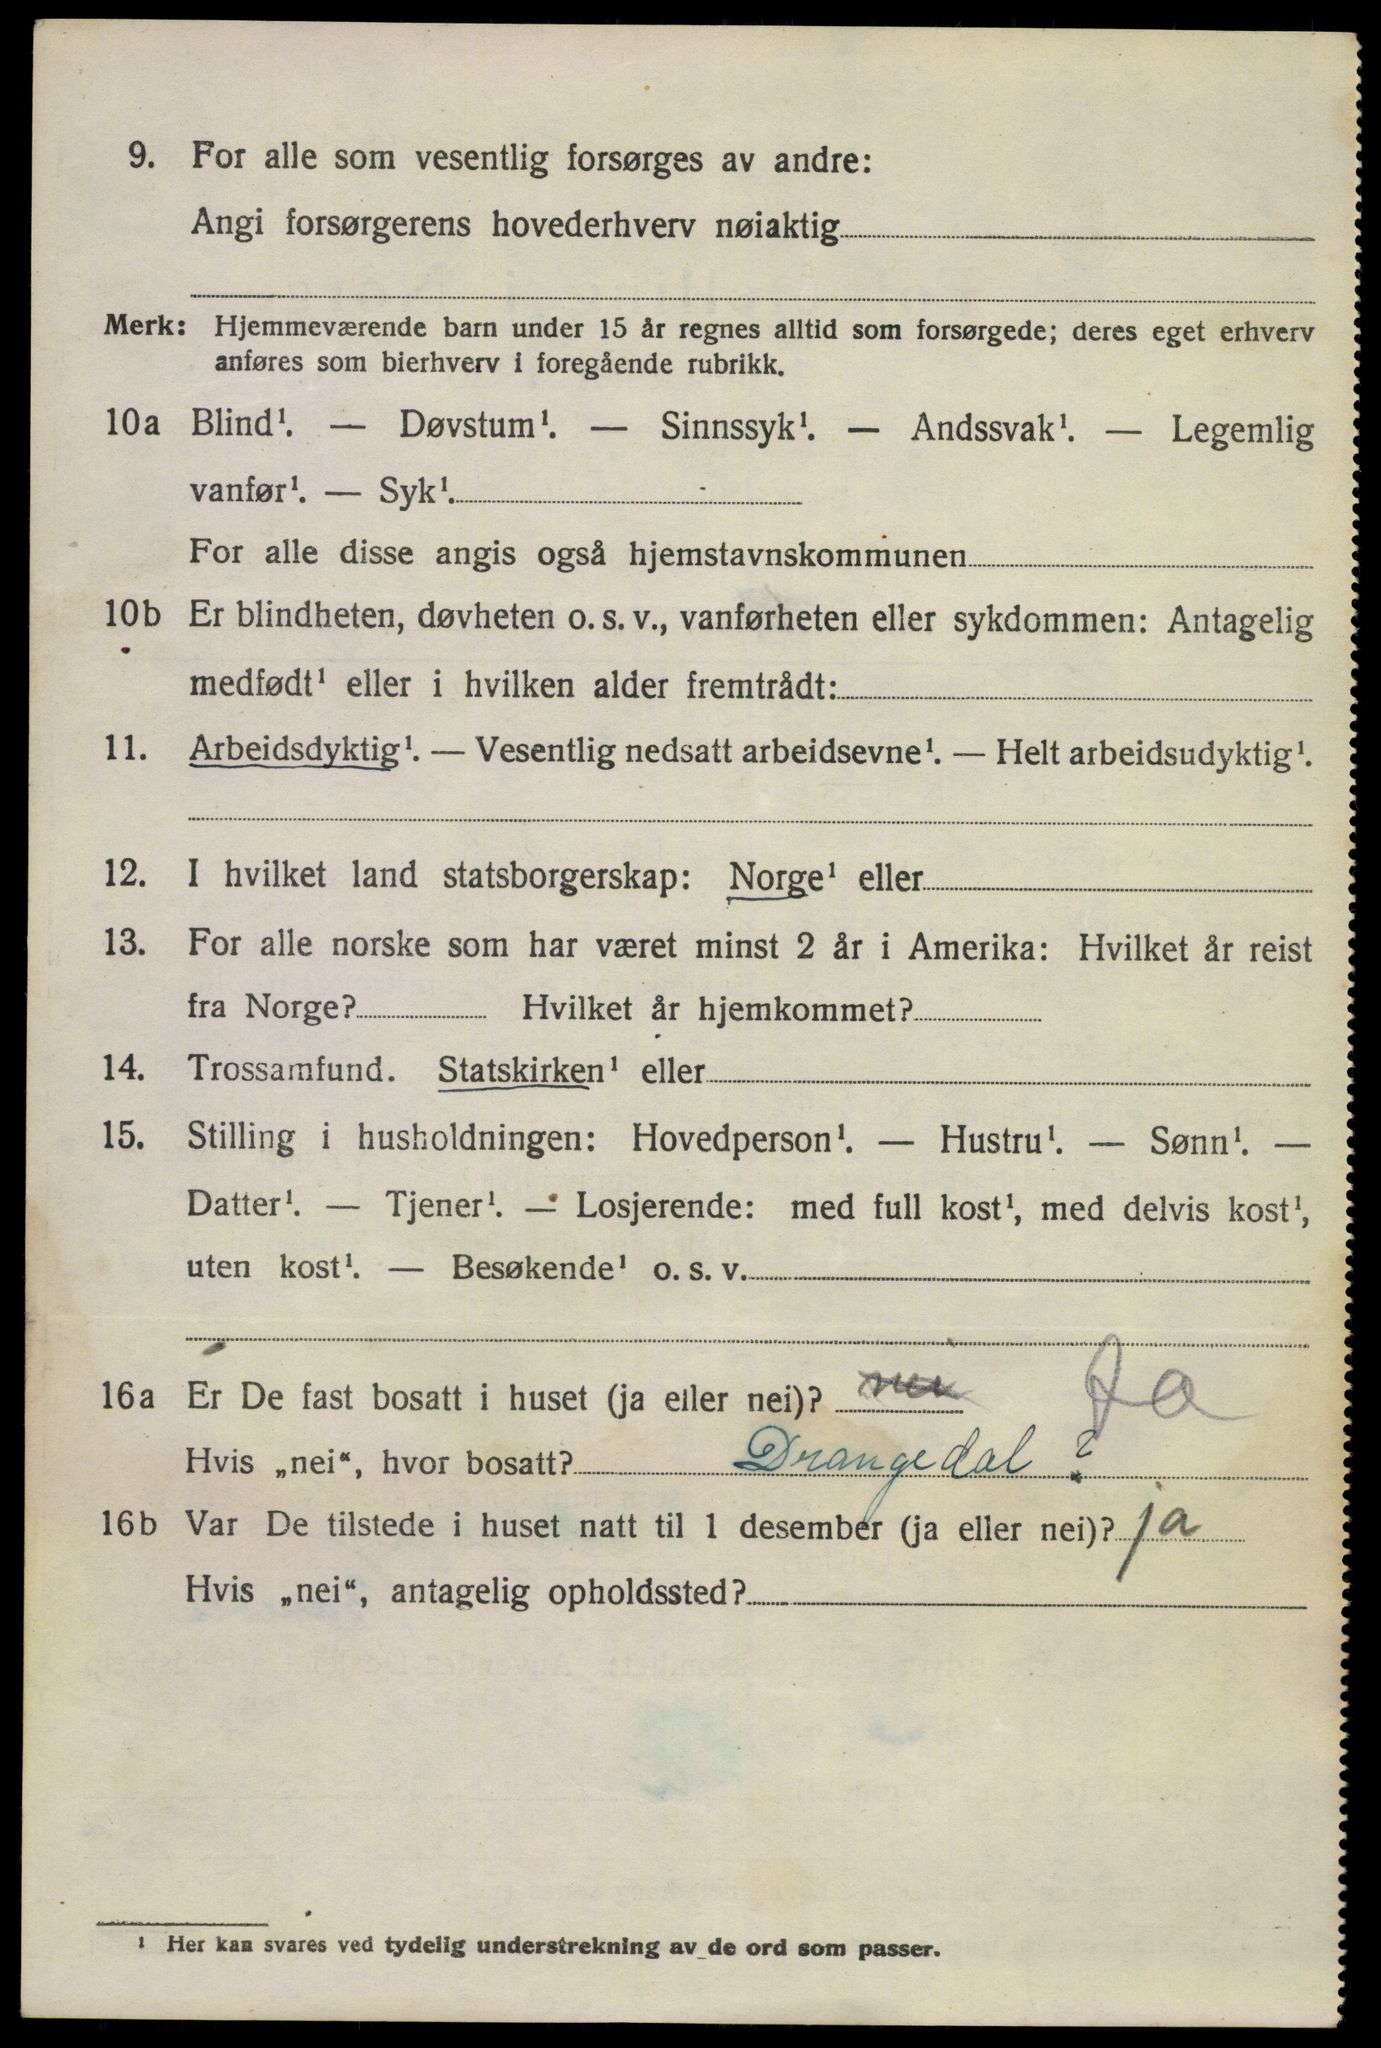 9. For alle som vesentlig forsørges av andre:
Angi forsørgerens hovederhverv nøiaktig
Merk: Hjemmeværende barn under 15 år regnes alltid som forsørgede; deres eget erhverv
anføres som bierhverv i foregående rubrikk.
10a Blind¹. — Døvstum¹. — Sinnssyk¹. — Andssvak¹. — Legemlig
vanfør¹. — Syk¹.
For alle disse angis også hjemstavnskommunen
10b Er blindheten, døvheten o. s. v., vanførheten eller sykdommen: Antagelig
medfødt¹ eller i hvilken alder fremtrådt:
11. Arbeidsdyktig¹. — Vesentlig nedsatt arbeidsevne¹. — Helt arbeidsudyktig¹.
12. I hvilket land statsborgerskap: Norge¹ eller
13. For alle norske som har været minst 2 år i Amerika: Hvilket år reist
fra Norge? Hvilket år hjemkommet?
14. Trossamfund. Statskirken¹ eller
15. Stilling i husholdningen: Hovedperson¹. — Hustru¹. — Sønn¹. —
Datter¹. — Tjener¹. — Losjerende: med full kost¹, med delvis kost¹,
uten kost¹. — Besøkende¹ o. s. v.
16a Er De fast bosatt i huset (ja eller nei)? nei Ja
Hvis „nei“, hvor bosatt? Drangedal ?
16b Var De tilstede i huset natt til 1 desember (ja eller nei)? ja
Hvis „nei“, antagelig opholdssted?
¹ Her kan svares ved tydelig understrekning av de ord som passer.